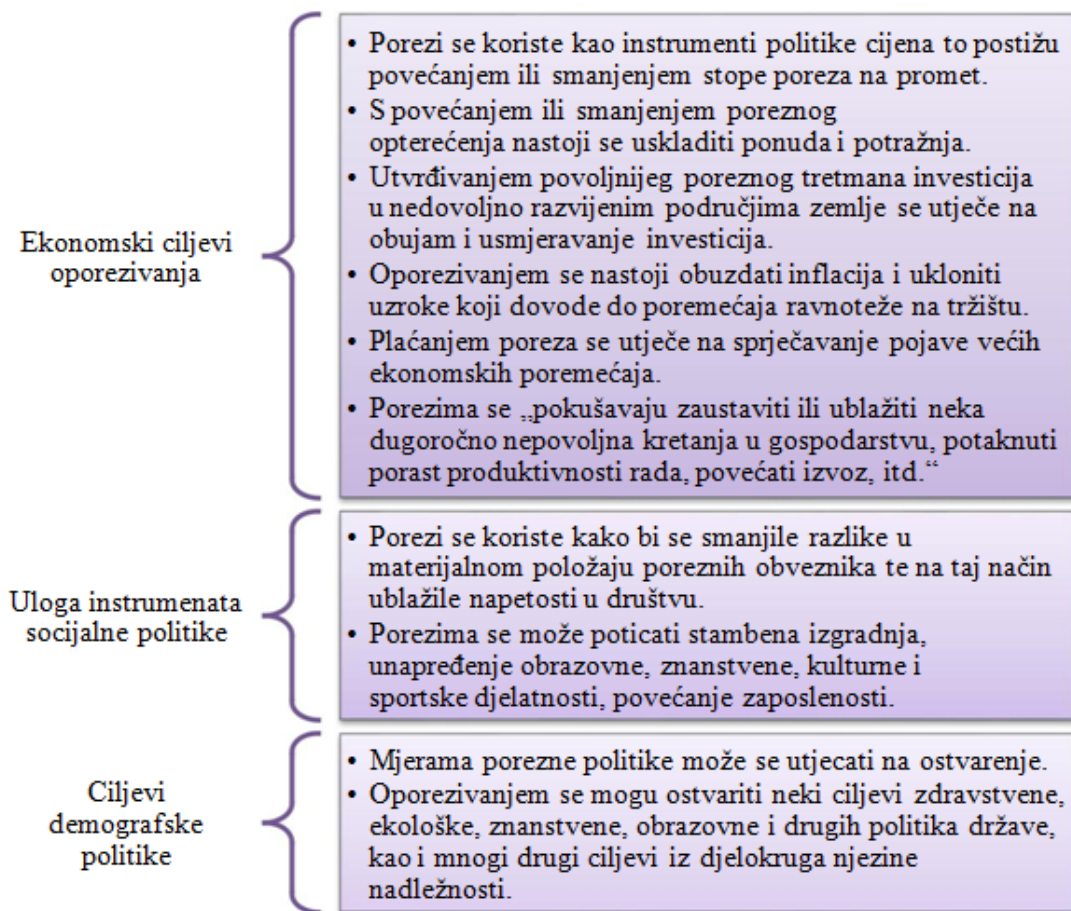 Ekonomski ciljevi
oporezivanja
• Porezi se koriste kao instrumenti politike cijena to postižu
povećanjem ili smanjenjem stope poreza na promet.
• S povećanjem ili smanjenjem poreznog
opterećenja nastoji se uskladiti ponuda i potražnja.
• Utvrđivanjem povoljnijeg poreznog tretmana investicija
u nedovoljno razvijenim područjima zemlje se utječe na
obujam i usmjeravanje investicija.
• Oporezivanjem se nastoji obuzdati inflacija i ukloniti
uzroke koji dovode do poremećaja ravnoteže na tržištu.
• Plaćanjem poreza se utječe na sprječavanje pojave većih
ekonomskih poremećaja.
• Porezima se „pokušavaju zaustaviti ili ublažiti neka
dugoročno nepovoljna kretanja u gospodarstvu, potaknuti
porast produktivnosti rada, povećati izvoz, itd.“
Uloga instrumenata
socijalne politike
• Porezi se koriste kako bi se smanjile razlike u
materijalnom položaju poreznih obveznika te na taj način
ublažile napetosti u društvu.
• Porezima se može poticati stambena izgradnja,
unapređenje obrazovne, znanstvene, kulturne i
sportske djelatnosti, povećanje zaposlenosti.
Ciljevi
demografske
politike
• Mjerama porezne politike može se utjecati na ostvarenje.
• Oporezivanjem se mogu ostvariti neki ciljevi zdravstvene,
ekološke, znanstvene, obrazovne i drugih politika države,
kao i mnogi drugi ciljevi iz djelokruga njezine
nadležnosti.